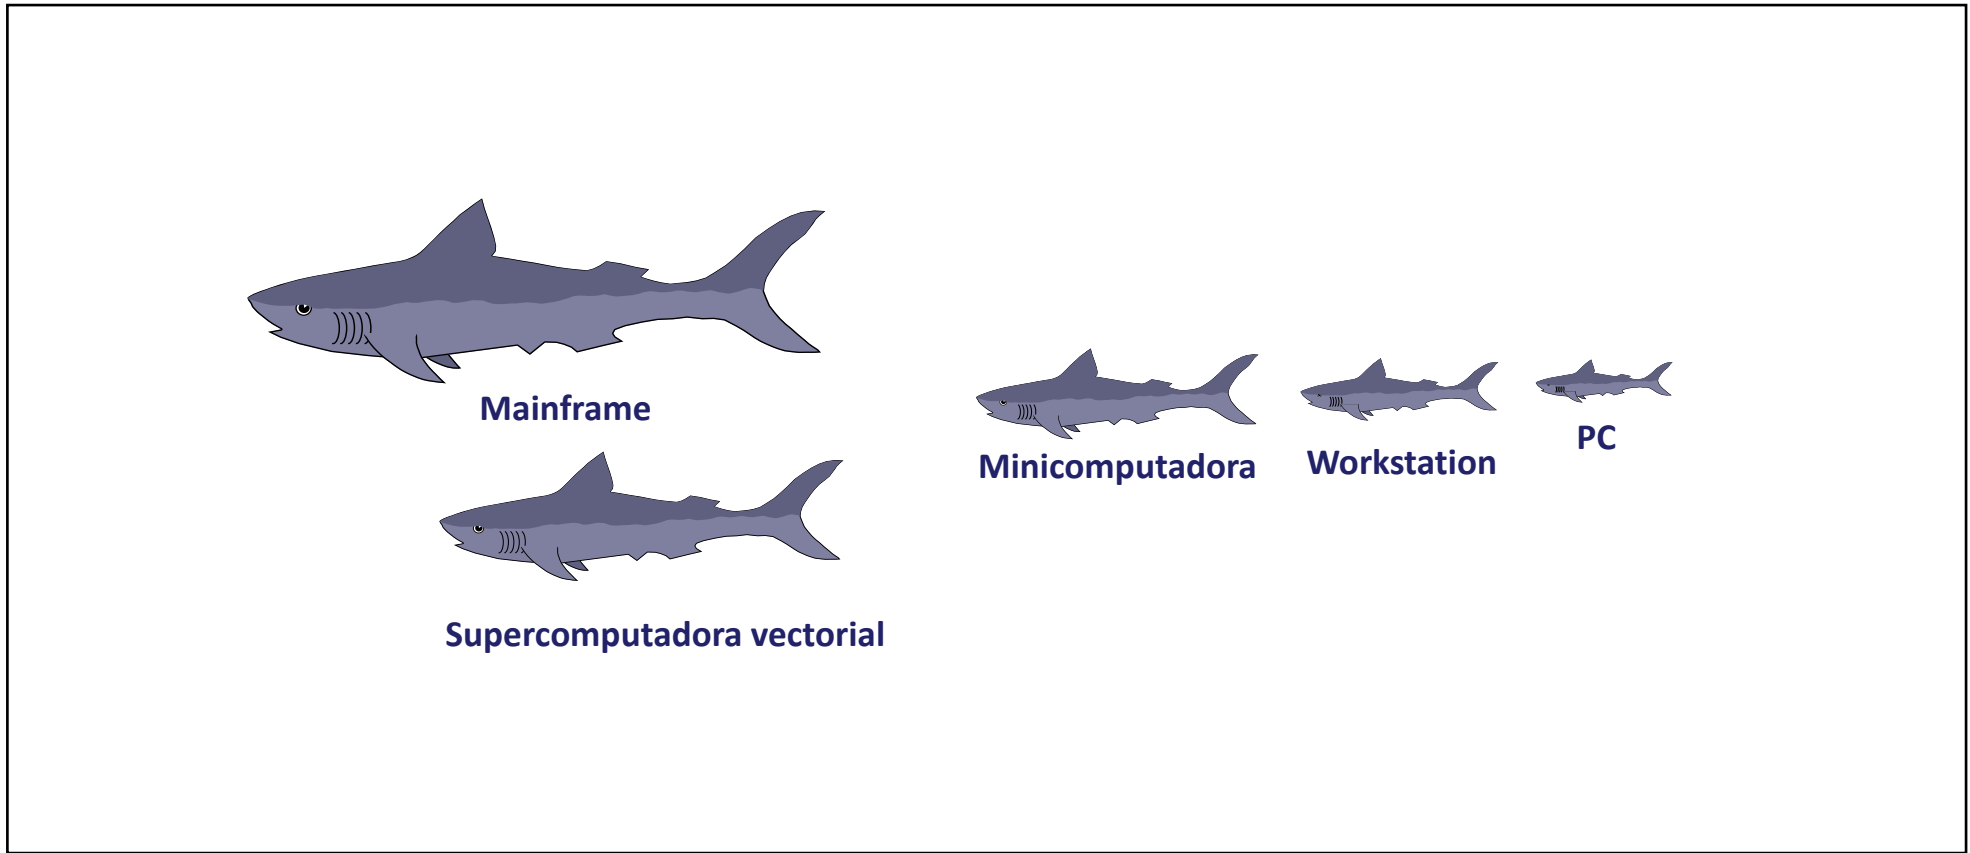 Mainframe
Supercomputadora vectorial
Minicomputadora
Workstation
PC